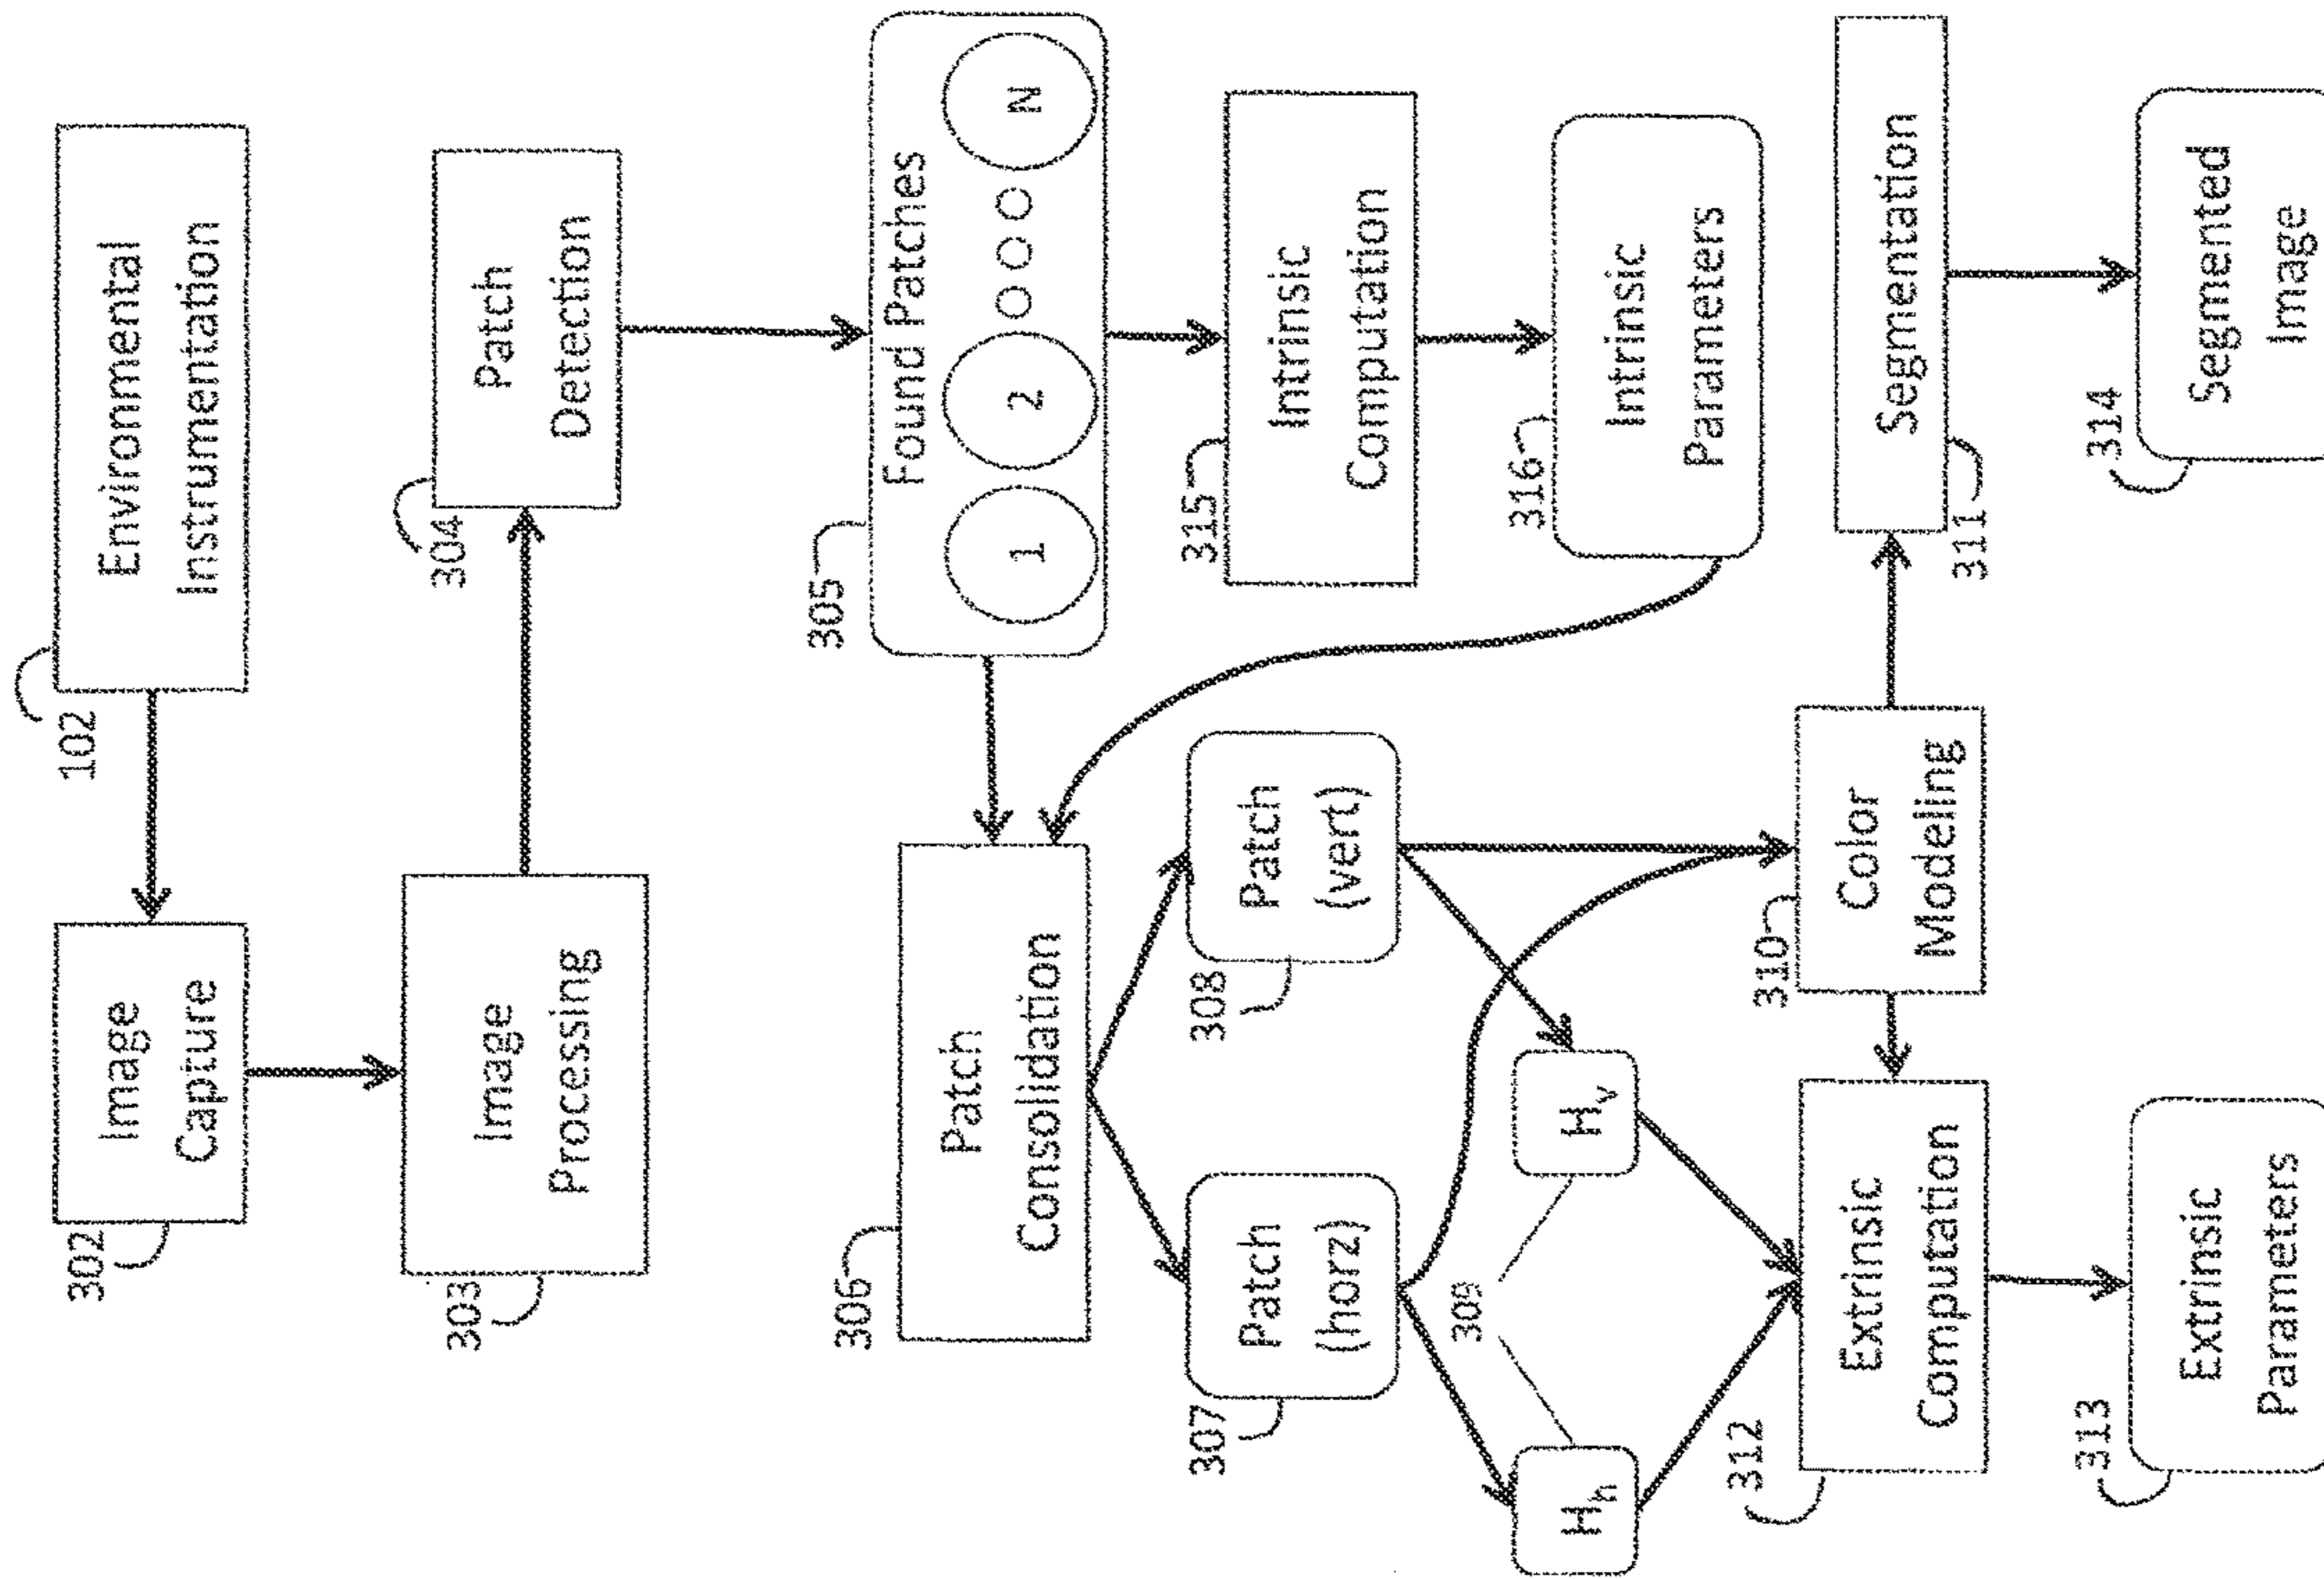 102
Environmental
Instrumentation
302
Image
Capture
303
Image
Processing
304
Patch
Detection
305
Found Patches
1
2
N
306
Patch
Consolidation
315
Intrinsic
Computation
316
Intrinsic
Parameters
307
Patch
(horz)
308
Patch
(vert)
309
Hh
Hv
310
Color
Modeling
311
Segmentation
312
Extrinsic
Computation
313
Extrinsic
Parameters
314
Segmented
Image